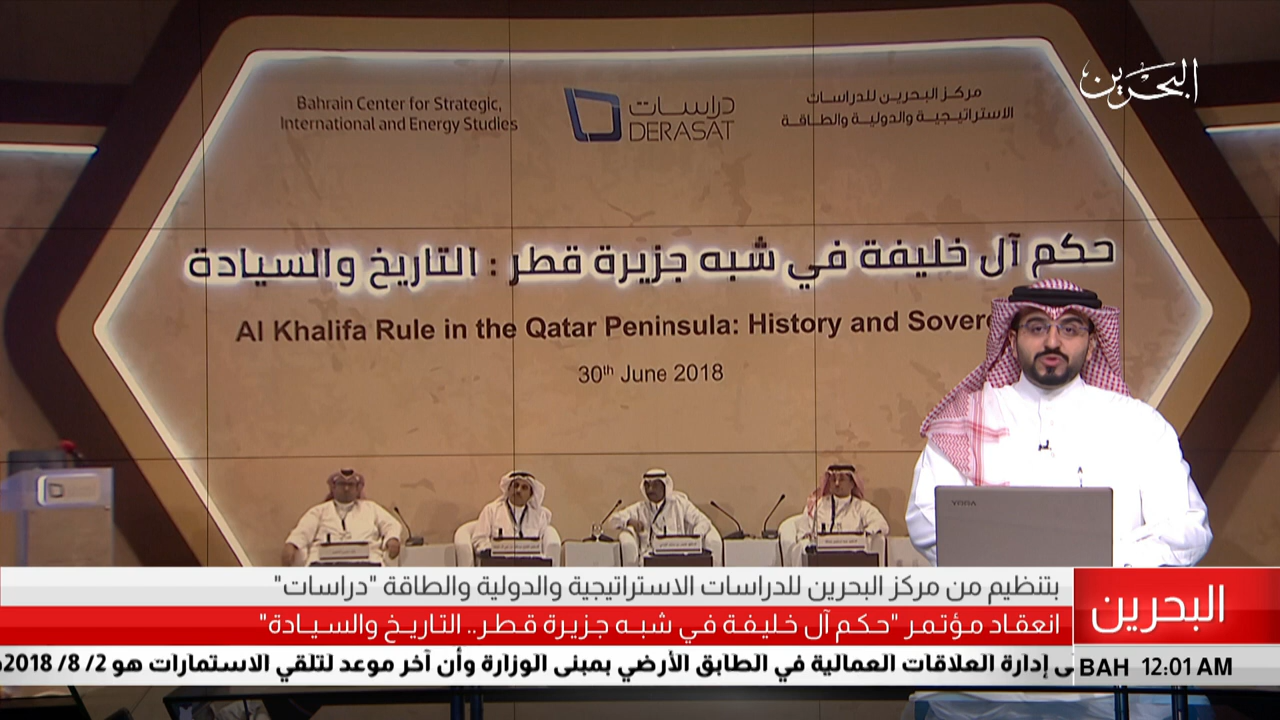 البحرين
Bahrain Center for Strategic,
International and Energy Studies
دراسات
DERASAT
مركز البحرين للدراسات
الاستراتيجية والدولية والطاقة
حكم آل خليفة في شبه جزيرة قطر : التاريخ والسيادة
Al Khalifa Rule in the Qatar Peninsula: History and
30th June 2018
VODA
بتنظيم من مركز البحرين للدراسات الاستراتيجية والدولية والطاقة "دراسات"
البحرين
انعقاد مؤتمر "حكم آل خليفة في شبه جزيرة قطر.. التاريخ والسيادة"
إدارة العلاقات العمالية في الطابق الأرضي بمبنى الوزارة وأن آخر موعد لتلقي الاستمارات هو 2/ 8/ 2018
BAH 12:01 AM